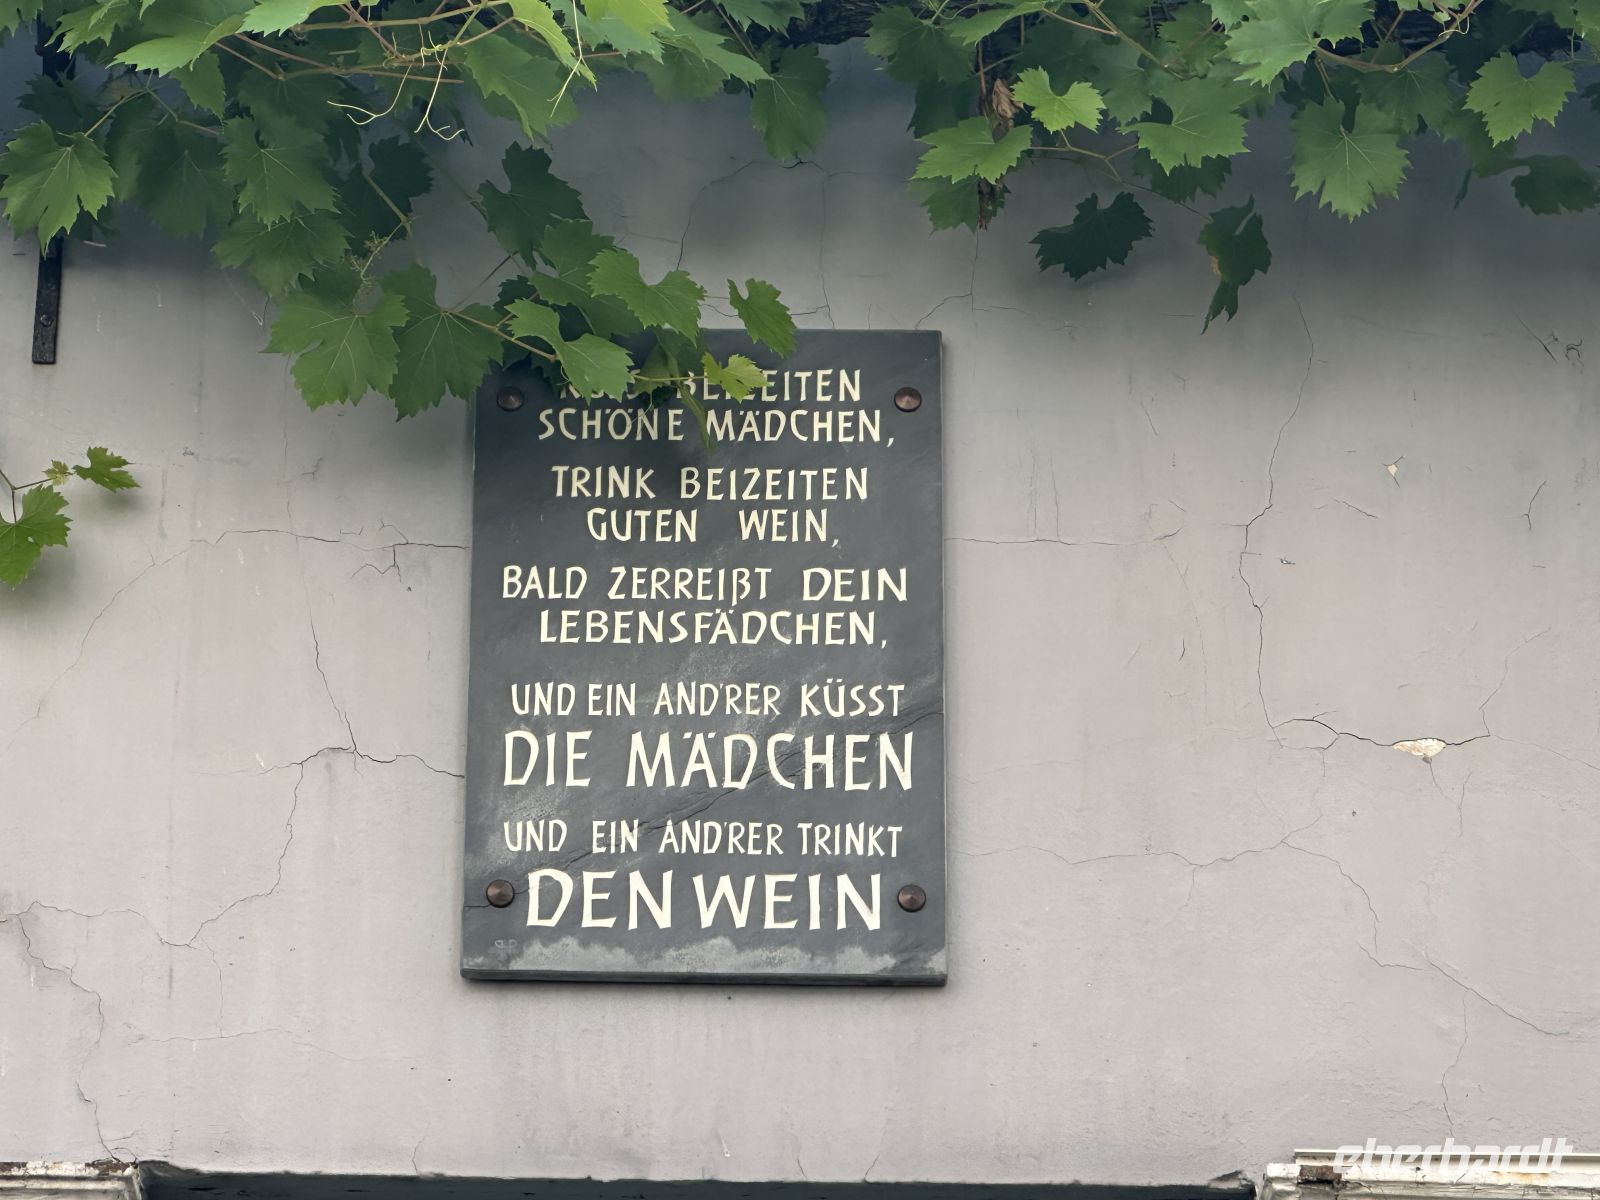 BEIZEITEN
SCHÖNE MÄDCHEN,
TRINK BEIZEITEN
GUTEN WEIN,
BALD ZERREIßT DEIN
LEBENSFÄDCHEN,
UND EIN AND'RER KÜSST
DIE MÄDCHEN
UND EIN AND'RER TRINKT
DEN WEIN
eberhardt